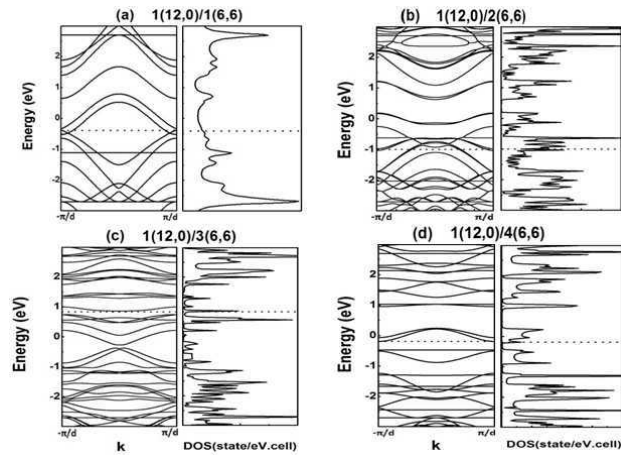 (a) 1(12,0)/1(6,6)
(b) 1(12,0)/2(6,6)
Energy (eV)
2
1
0
-1
-2
-π/d
π/d
Energy (eV)
2
1
0
-1
-2
-π/d
π/d
(c) 1(12,0)/3(6,6)
(d) 1(12,0)/4(6,6)
Energy (eV)
2
1
0
-1
-2
-π/d
π/d
k
DOS(state/eV.cell)
Energy (eV)
2
1
0
-1
-2
-π/d
π/d
k
DOS(state/eV.cell)